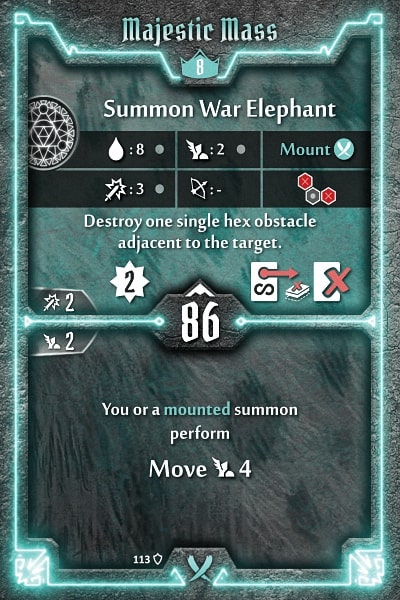 Majestic Mass
8
Summon War Elephant
: 8 : 2 Mount
: 3 : -
Destroy one single hex obstacle
adjacent to the target.
2 S
2
86
2
You or a mounted summon
perform
Move 4
113